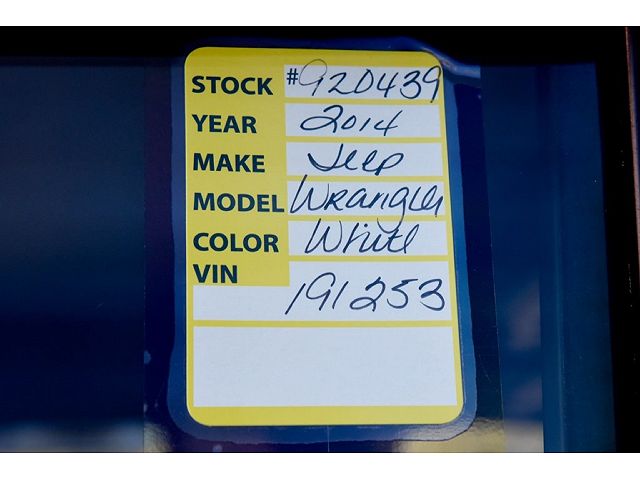 STOCK #920439
YEAR 2014
MAKE Jeep
MODEL Wrangler
COLOR White
VIN
191253